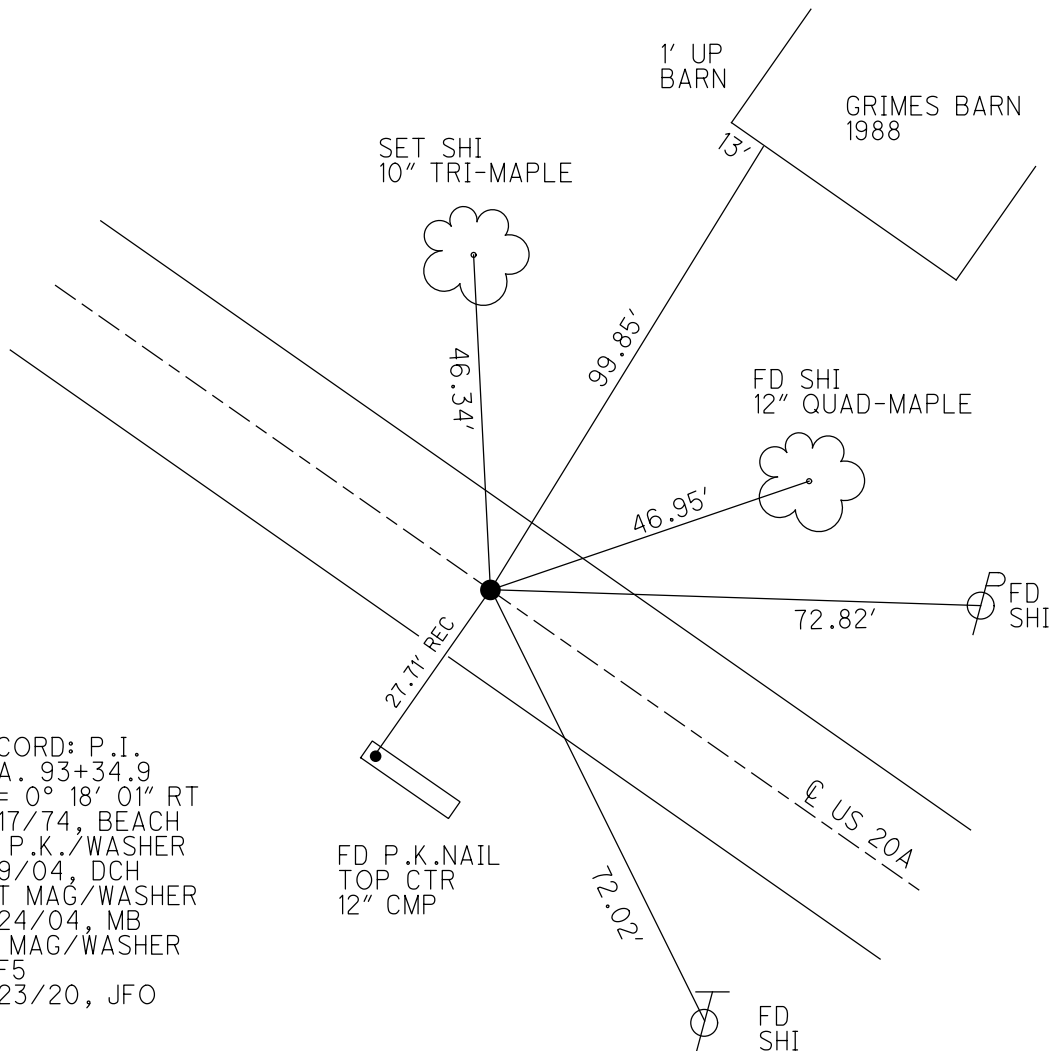 1' UP
BARN
GRIMES BARN
1988
13'
SET SHI
10" TRI-MAPLE
99.85'
46.34'
FD SHI
12" QUAD-MAPLE
46.95'
P
FD
SHI
72.82'
27.71' REC
CORD: P.I.
A. 93+34.9
= 0° 18' 01" RT
17/74, BEACH
P.K./WASHER
9/04, DCH
T MAG/WASHER
24/04, MB
MAG/WASHER
F5
23/20, JFO
FD P.K.NAIL
TOP CTR
12" CMP
℄ US 20A
72.02'
T
FD
SHI